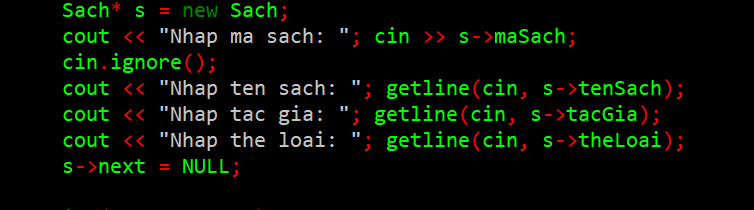 Sach* s = new Sach;
cout << "Nhap ma sach: "; cin >> s->maSach;
cin.ignore();
cout << "Nhap ten sach: "; getline(cin, s->tenSach);
cout << "Nhap tac gia: "; getline(cin, s->tacGia);
cout << "Nhap the loai: "; getline(cin, s->theLoai);
s->next = NULL;